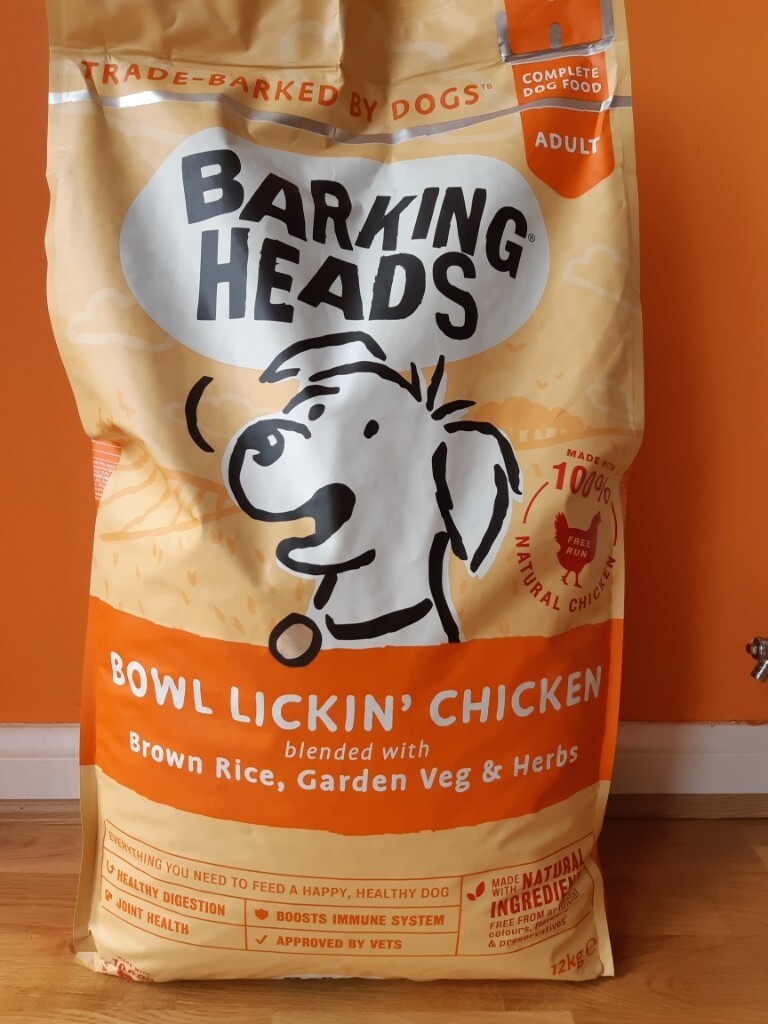 TRADE-BARKED BY DOGS™
COMPLETE
DOG FOOD
ADULT
BARKING
HEADS®
MADE WITH
100%
NATURAL CHICKEN
FREE
RUN
BOWL LICKIN' CHICKEN
blended with
Brown Rice, Garden Veg & Herbs
EVERYTHING YOU NEED TO FEED A HAPPY, HEALTHY DOG
HEALTHY DIGESTION
JOINT HEALTH
BOOSTS IMMUNE SYSTEM
APPROVED BY VETS
MADE
WITH
NATURAL
FREE FROM artificial
colours,
& preservatives
12kg e